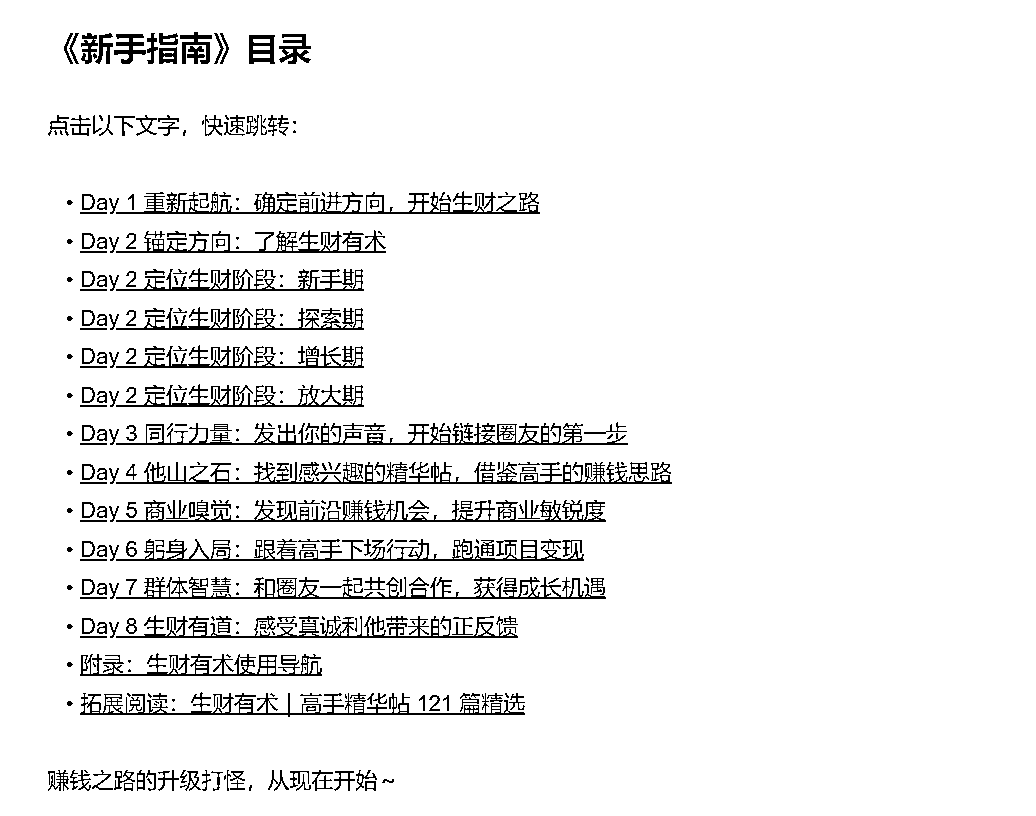 《新手指南》目录
点击以下文字，快速跳转：
• Day 1 重新起航：确定前进方向，开始生财之路
• Day 2 锚定方向：了解生财有术
• Day 2 定位生财阶段：新手期
• Day 2 定位生财阶段：探索期
• Day 2 定位生财阶段：增长期
• Day 2 定位生财阶段：放大期
• Day 3 同行力量：发出你的声音，开始链接圈友的第一步
• Day 4 他山之石：找到感兴趣的精华帖，借鉴高手的赚钱思路
• Day 5 商业嗅觉：发现前沿赚钱机会，提升商业敏锐度
• Day 6 躬身入局：跟着高手下场行动，跑通项目变现
• Day 7 群体智慧：和圈友一起共创合作，获得成长机遇
• Day 8 生财有道：感受真诚利他带来的正反馈
• 附录：生财有术使用导航
• 拓展阅读：生财有术 | 高手精华帖 121 篇精选
赚钱之路的升级打怪，从现在开始~